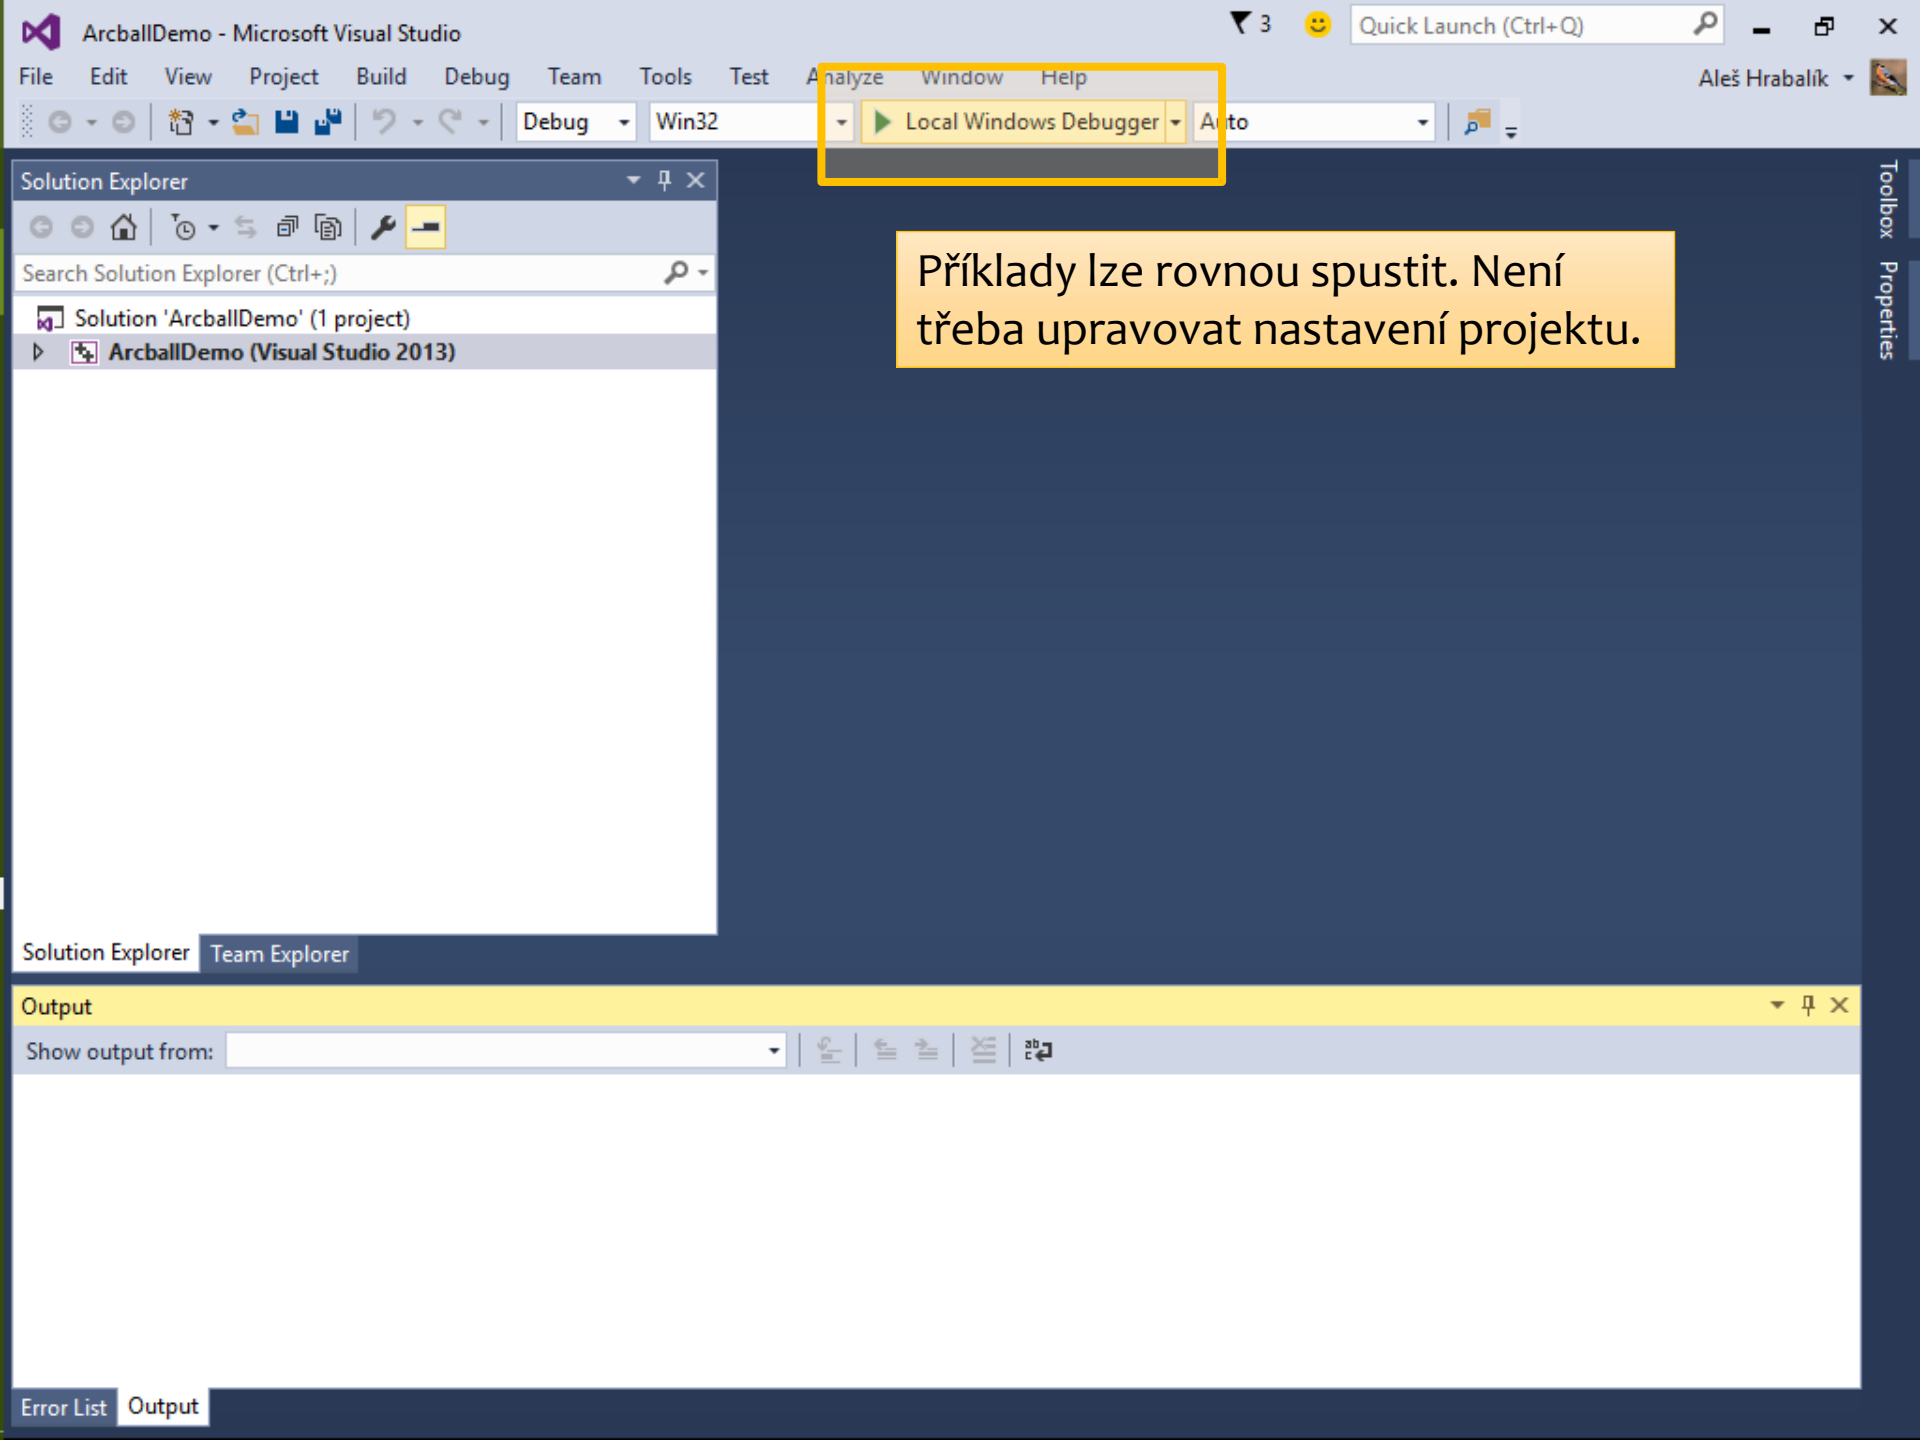 ArcballDemo - Microsoft Visual Studio
3
Quick Launch (Ctrl+Q)
File Edit View Project Build Debug Team Tools Test Analyze Window Help
Aleš Hrabalík
Debug Win32 Local Windows Debugger Auto
Solution Explorer
Search Solution Explorer (Ctrl+;)
Solution 'ArcballDemo' (1 project)
ArcballDemo (Visual Studio 2013)
Příklady lze rovnou spustit. Není
třeba upravovat nastavení projektu.
Toolbox
Properties
Solution Explorer Team Explorer
Output
Show output from:
Error List Output